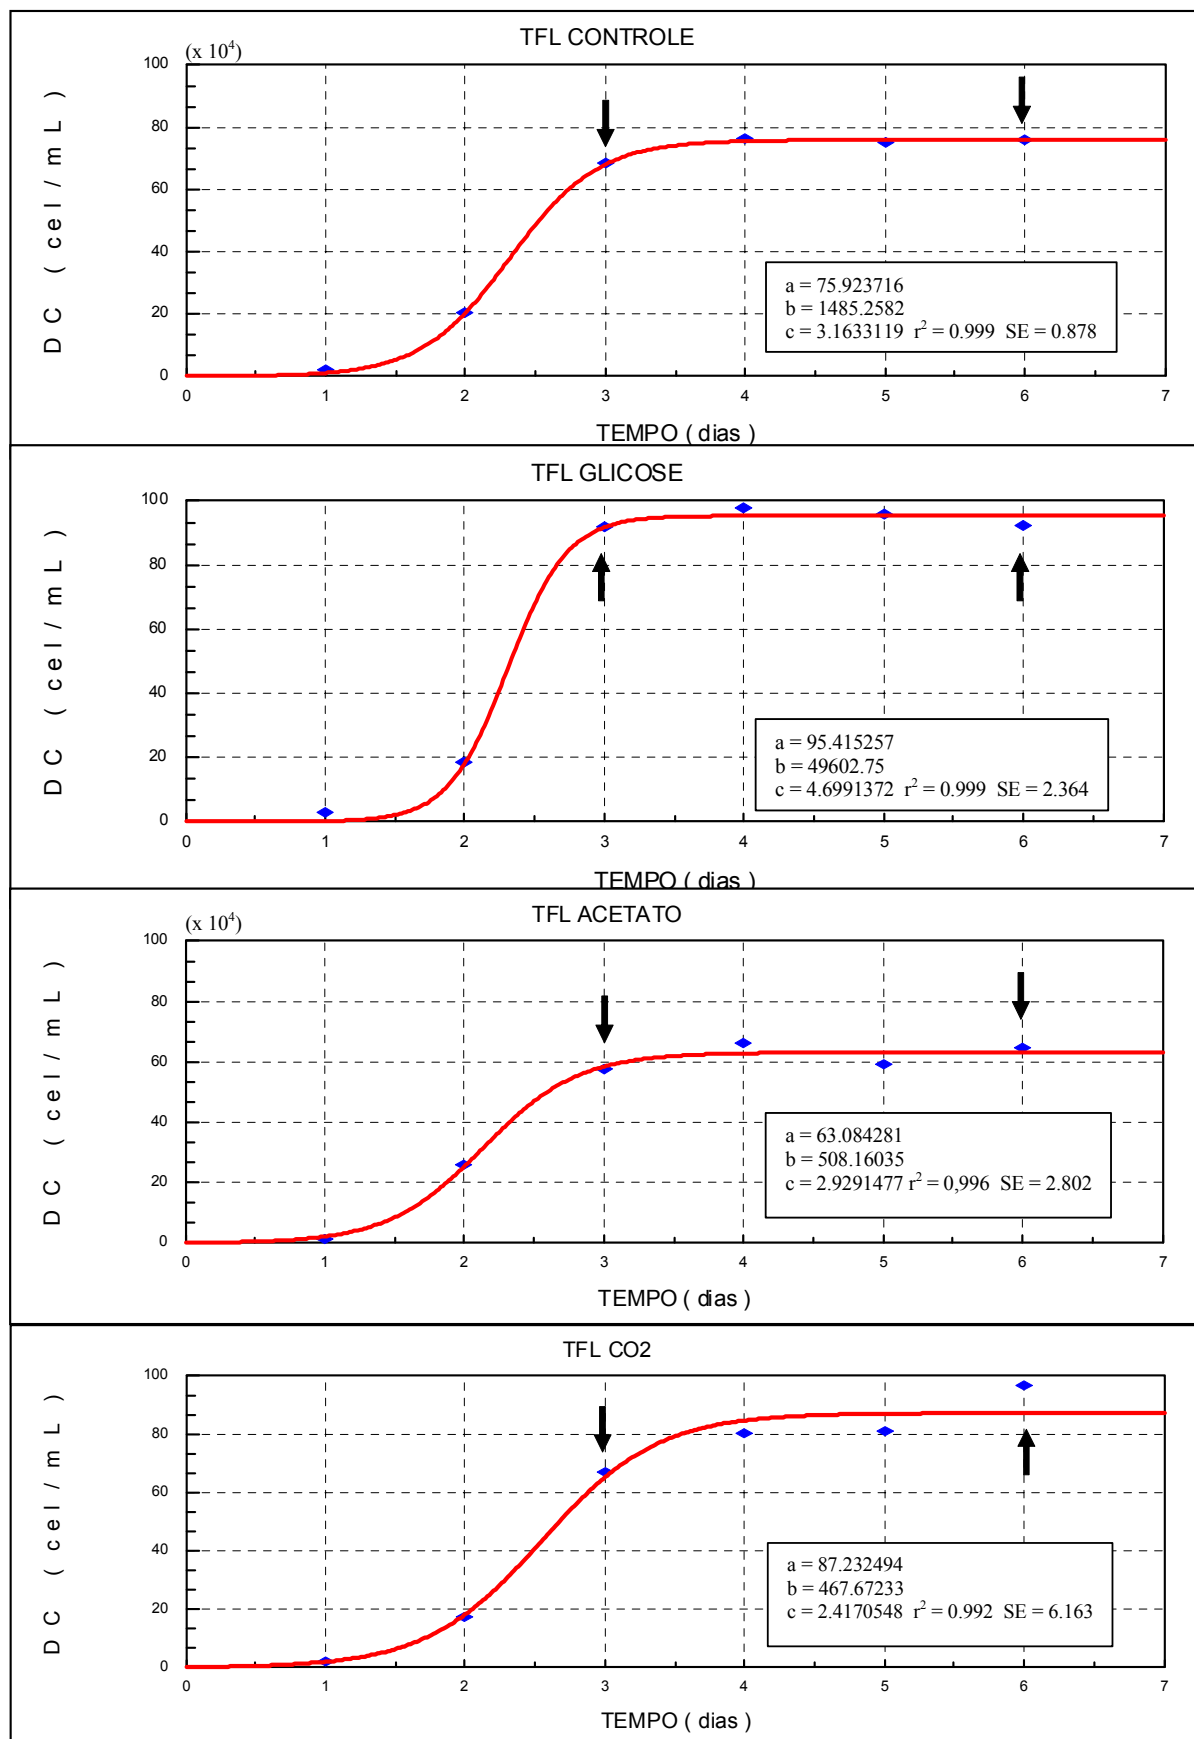 TFL CONTROLE
(x 10⁴)
100
80
60
40
20
0
D C ( c e l / m L )
a = 75.923716
b = 1485.2582
c = 3.1633119 r² = 0.999 SE = 0.878
0 1 2 3 4 5 6 7
TEMPO ( dias )
TFL GLICOSE
100
80
60
40
20
0
D C ( c e l / m L )
a = 95.415257
b = 49602.75
c = 4.6991372 r² = 0.999 SE = 2.364
0 1 2 3 4 5 6 7
TEMPO ( dias )
TFL ACETATO
(x 10⁴)
100
80
60
40
20
0
D C ( c e l / m L )
a = 63.084281
b = 508.16035
c = 2.9291477 r² = 0,996 SE = 2.802
0 1 2 3 4 5 6 7
TEMPO ( dias )
TFL CO2
100
80
60
40
20
0
D C ( c e l / m L )
a = 87.232494
b = 467.67233
c = 2.4170548 r² = 0.992 SE = 6.163
0 1 2 3 4 5 6 7
TEMPO ( dias )